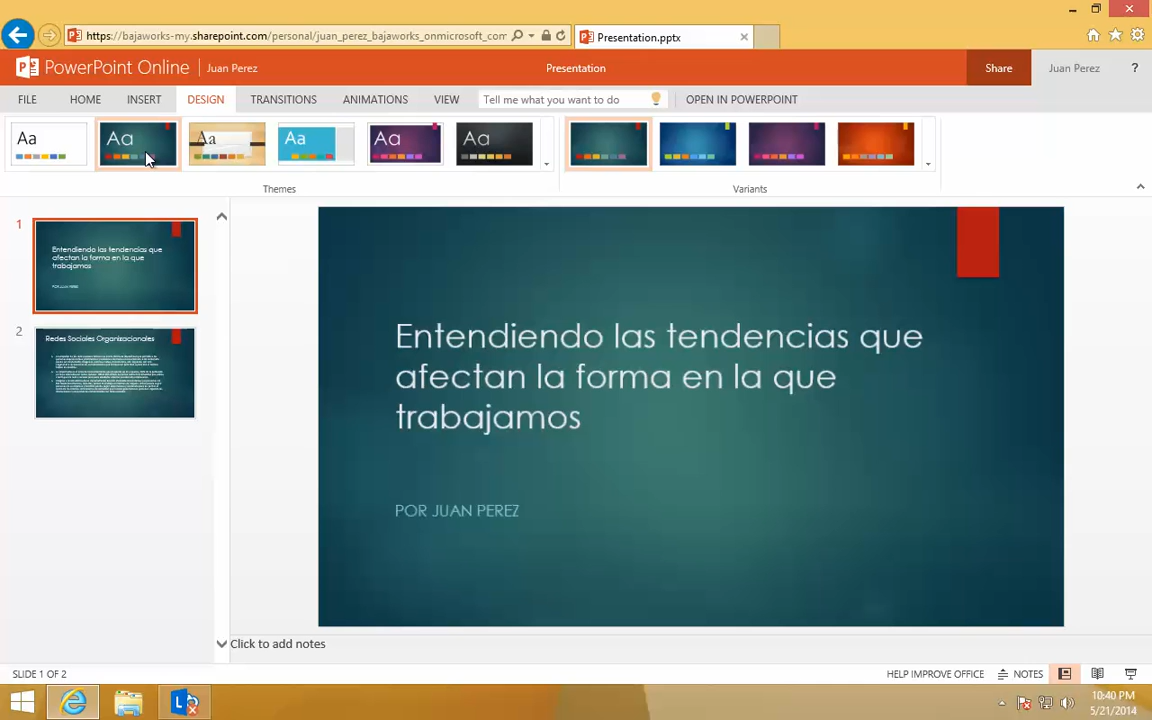 https://bajaworks-my.sharepoint.com/personal/juan_perez_bajaworks_onmicrosoft_com
Presentation.pptx
PowerPoint Online
Juan Perez
Presentation
Share
Juan Perez
?
FILE
HOME
INSERT
DESIGN
TRANSITIONS
ANIMATIONS
VIEW
Tell me what you want to do
OPEN IN POWERPOINT
Aa
Aa
Aa
Aa
Aa
Aa
Themes
Variants
1
Entendiendo las tendencias que
afectan la forma en la que
trabajamos
POR JUAN PEREZ
2
Redes Sociales Organizacionales
Entendiendo las tendencias que
afectan la forma en la que
trabajamos
POR JUAN PEREZ
Click to add notes
SLIDE 1 OF 2
HELP IMPROVE OFFICE
NOTES
10:40 PM
5/21/2014